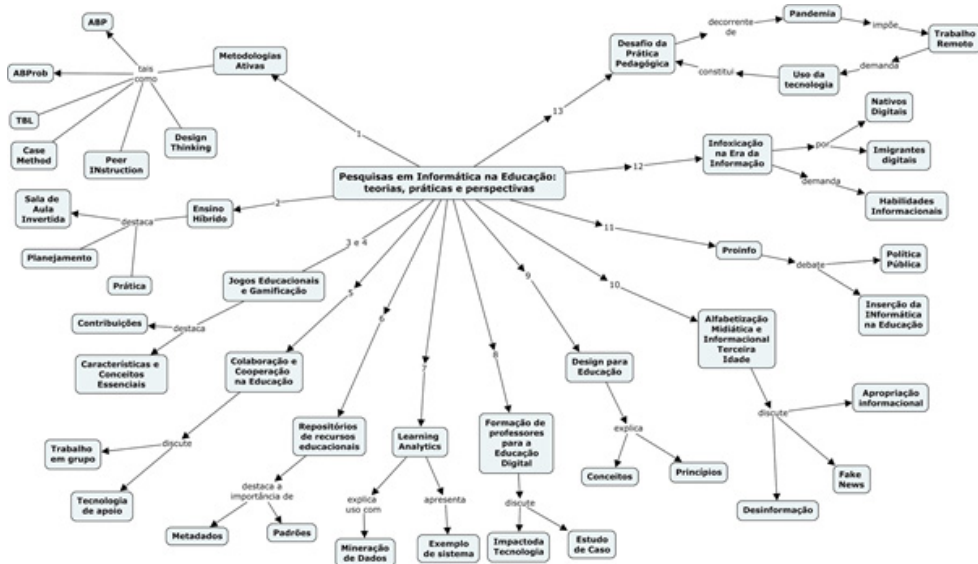 ABP
tais
como
Metodologias
Ativas
ABProb
TBL
Case
Method
Peer
INstruction
Design
Thinking
1
Desafio da
Prática
Pedagógica
decorrente
de
Pandemia
impõe
Trabalho
Remoto
demanda
Uso da
tecnologia
constitui
13
Pesquisas em Informática na Educação:
teorias, práticas e perspectivas
12
Infoxicação
na Era da
Informação
por
Nativos
Digitais
Imigrantes
digitais
demanda
Habilidades
Informacionais
2
Ensino
Híbrido
destaca
Sala de
Aula
Invertida
Planejamento
Prática
11
Proinfo
debate
Política
Pública
Inserção da
INformática
na Educação
3 e 4
Jogos Educacionais
e Gamificação
destaca
Contribuições
Características e
Conceitos
Essenciais
5
Colaboração e
Cooperação
na Educação
discute
Trabalho
em grupo
Tecnologia
de apoio
6
Repositórios
de recursos
educacionais
destaca a
importância de
Metadados
Padrões
7
Learning
Analytics
explica
uso com
Mineração
de Dados
apresenta
Exemplo
de sistema
8
Formação de
professores
para a
Educação
Digital
discute
Impactoda
Tecnologia
Estudo
de Caso
9
Design para
Educação
explica
Conceitos
Princípios
10
Alfabetização
Midiática e
Informacional
Terceira
Idade
discute
Apropriação
informacional
Fake
News
Desinformação